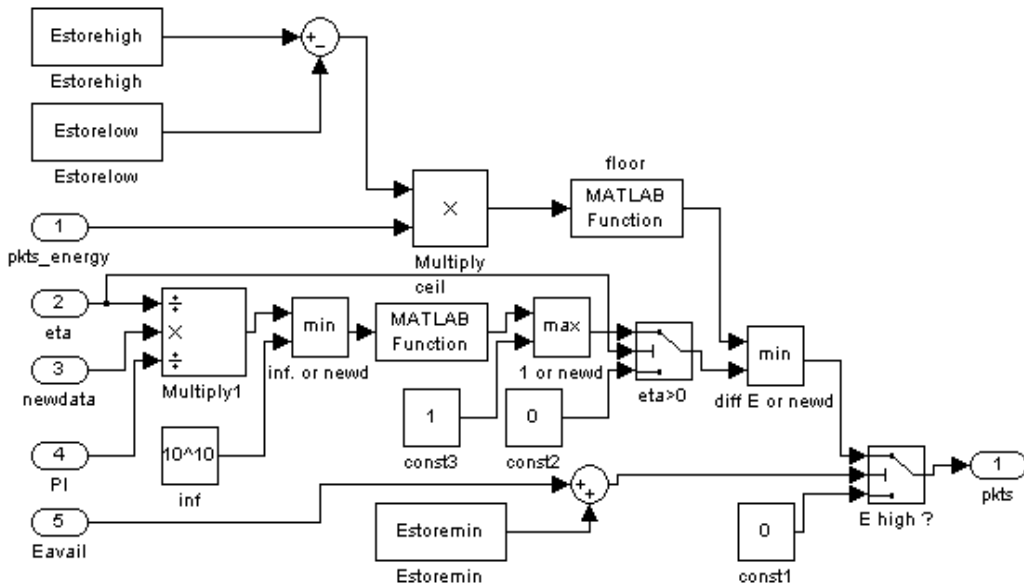 Estorehigh
+
−
Estorehigh
Estorelow
Estorelow
floor
MATLAB
Function
×
1
pkts_energy
Multiply
ceil
2
eta
÷
×
÷
Multiply1
min
inf. or newd
MATLAB
Function
max
1 or newd
eta>0
min
diff E or newd
3
newdata
1
const3
0
const2
4
PI
10^10
inf
1
pkts
E high ?
+
+
5
Eavail
Estoremin
Estoremin
0
const1